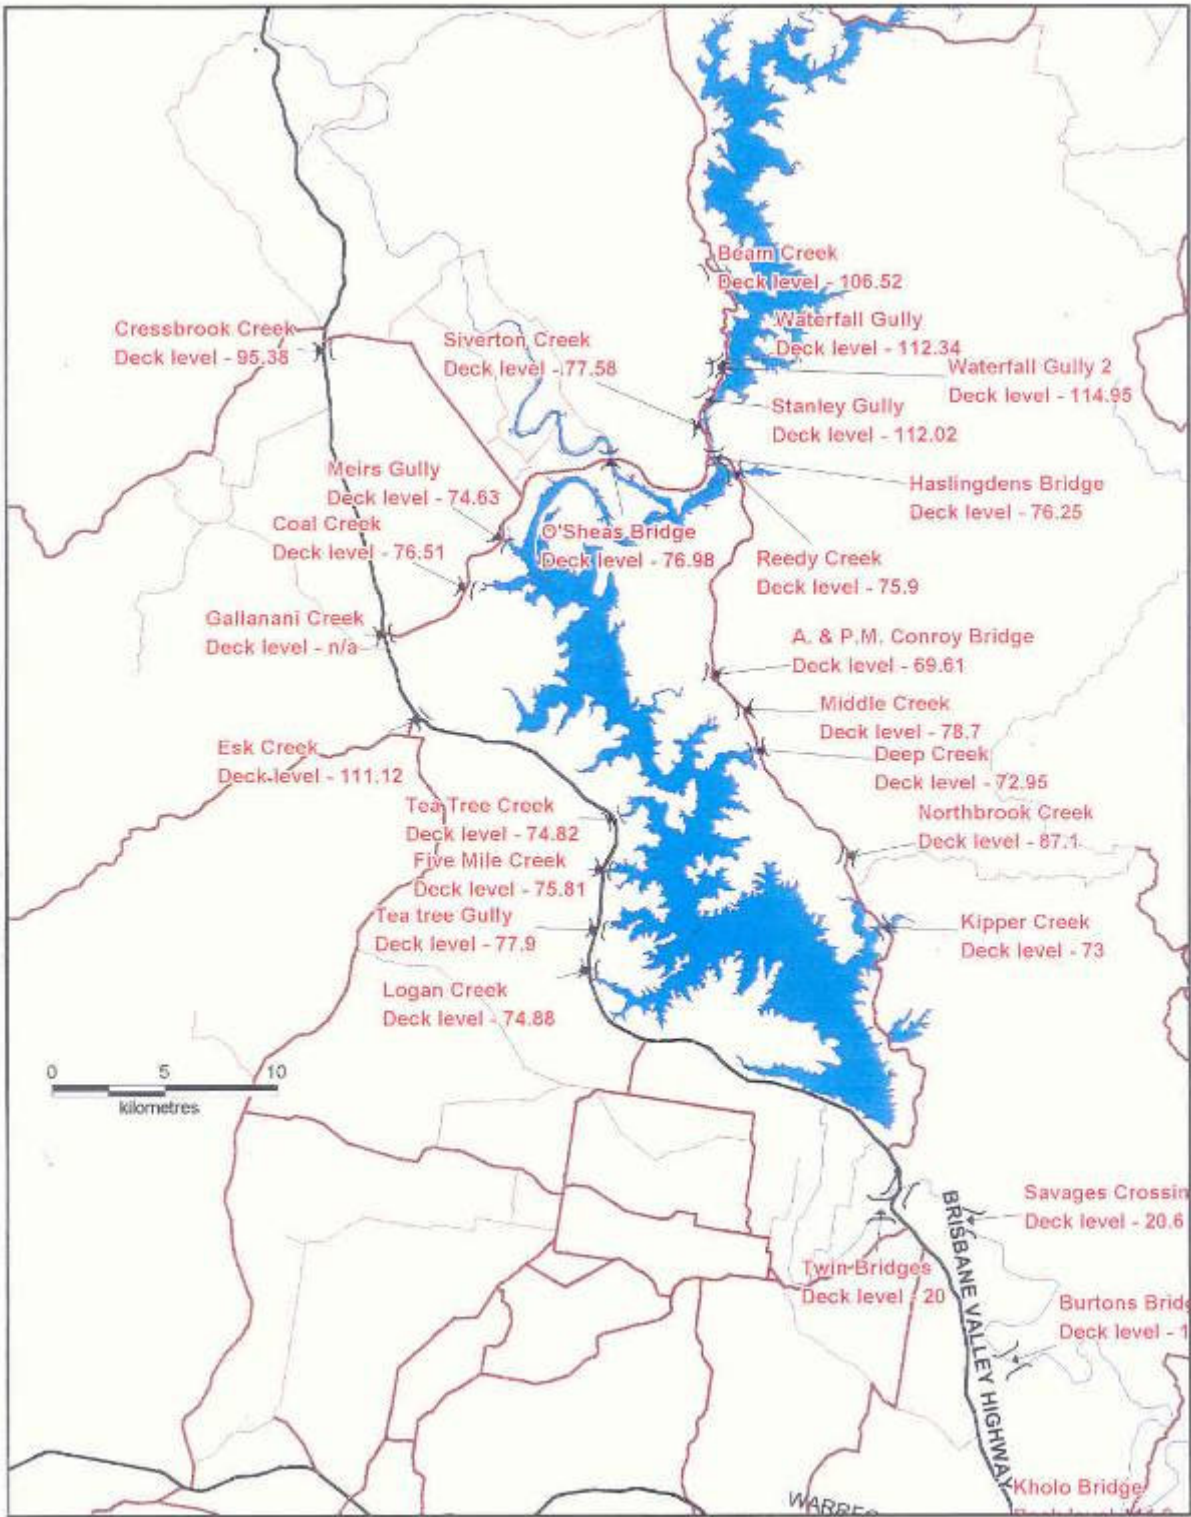 Beam Creek
Deck level - 106.52
Waterfall Gully
Deck level - 112.34
Cressbrook Creek
Deck level - 95.38
Siverton Creek
Deck level - 77.58
Waterfall Gully 2
Deck level - 114.95
Stanley Gully
Deck level - 112.02
Meirs Gully
Deck level - 74.63
Haslingdens Bridge
Deck level - 76.25
Coal Creek
Deck level - 76.51
O'Sheas Bridge
Deck level - 76.98
Reedy Creek
Deck level - 75.9
Gallanani Creek
Deck level - n/a
A. & P.M. Conroy Bridge
Deck level - 69.61
Middle Creek
Deck level - 78.7
Esk Creek
Deck level - 111.12
Deep Creek
Deck level - 72.95
Tea Tree Creek
Deck level - 74.82
Northbrook Creek
Deck level - 87.1
Five Mile Creek
Deck level - 75.81
Tea tree Gully
Deck level - 77.9
Kipper Creek
Deck level - 73
Logan Creek
Deck level - 74.88
0 5 10
kilometres
Savages Crossin
Deck level - 20.6
BRISBANE VALLEY HIGHWAY
Twin Bridges
Deck level - 20
Burtons Bridg
Deck level - 1
Kholo Bridge